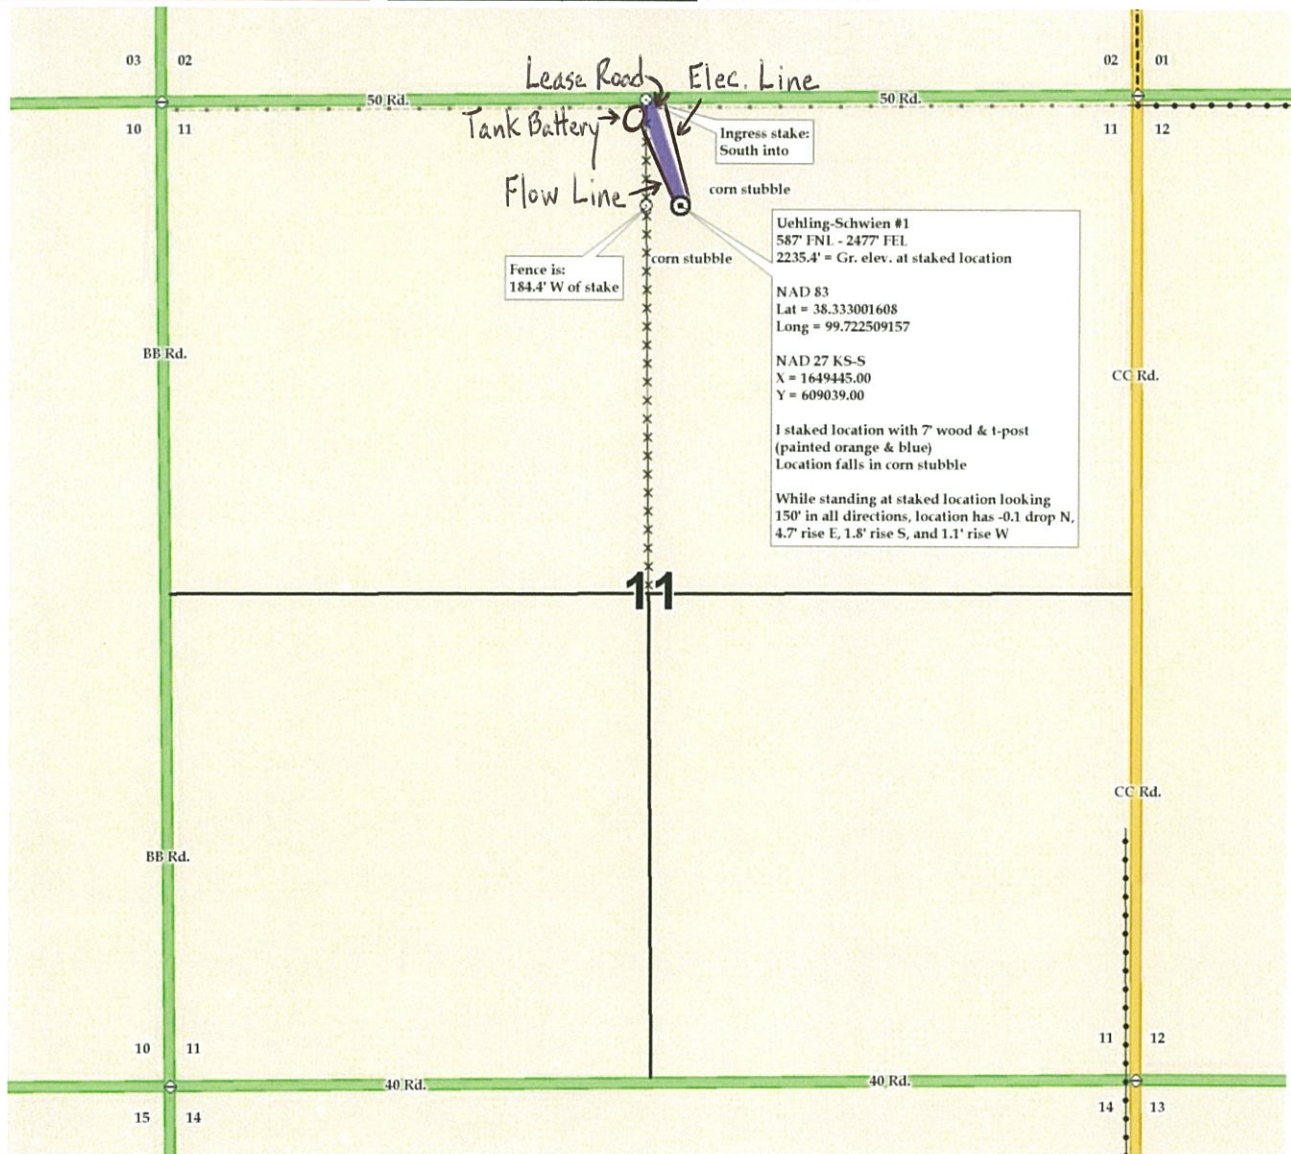 03 02
02 01
Lease Road
Elec. Line
50 Rd.
50 Rd.
Tank Battery
10 11
11 12
Ingress stake:
South into
Flow Line
corn stubble
Uehling-Schwien #1
587' FNL - 2477' FEL
2235.4' = Gr. elev. at staked location
NAD 83
Lat = 38.333001608
Long = 99.722509157
NAD 27 KS-S
X = 1649445.00
Y = 609039.00
I staked location with 7' wood & t-post
(painted orange & blue)
Location falls in corn stubble
While standing at staked location looking
150' in all directions, location has -0.1 drop N,
4.7' rise E, 1.8' rise S, and 1.1' rise W
corn stubble
Fence is:
184.4' W of stake
BB Rd.
CC Rd.
11
CC Rd.
BB Rd.
10 11
11 12
40 Rd.
40 Rd.
15 14
14 13